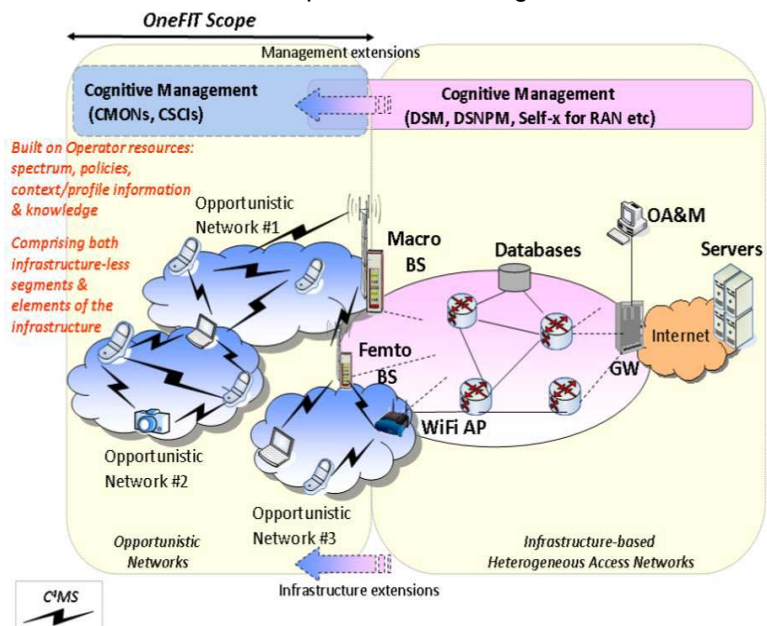 OneFIT Scope
Management extensions
Cognitive Management
(CMONs, CSCIs)
Cognitive Management
(DSM, DSNPM, Self-x for RAN etc)
Built on Operator resources:
spectrum, policies,
context/profile information
& knowledge
Comprising both
infrastructure-less
segments &
elements of the
infrastructure
Opportunistic
Network #1
Macro
BS
Databases
OA&M
Servers
Internet
GW
Femto
BS
WiFi AP
Opportunistic
Network #2
Opportunistic
Network #3
Opportunistic
Networks
Infrastructure-based
Heterogeneous Access Networks
Infrastructure extensions
C⁴MS